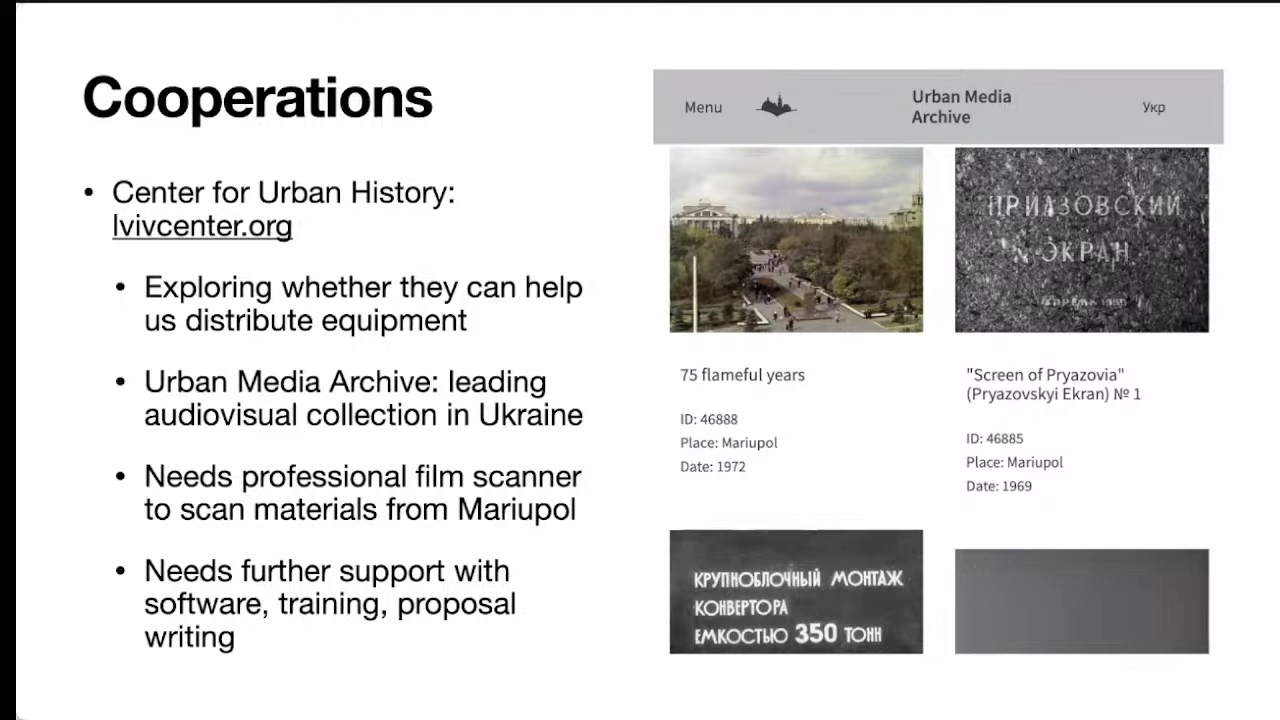 Cooperations
• Center for Urban History:
lvivcenter.org
• Exploring whether they can help
us distribute equipment
• Urban Media Archive: leading
audiovisual collection in Ukraine
• Needs professional film scanner
to scan materials from Mariupol
• Needs further support with
software, training, proposal
writing
Menu
Urban Media
Archive
Укр
75 flameful years
ID: 46888
Place: Mariupol
Date: 1972
ПРИАЗОВСКИЙ
ЭКРАН
"Screen of Pryazovia"
(Pryazovskyi Ekran) № 1
ID: 46885
Place: Mariupol
Date: 1969
КРУПНОБЛОЧНЫЙ МОНТАЖ
КОНВЕРТОРА
ЕМКОСТЬЮ 350 ТОНН